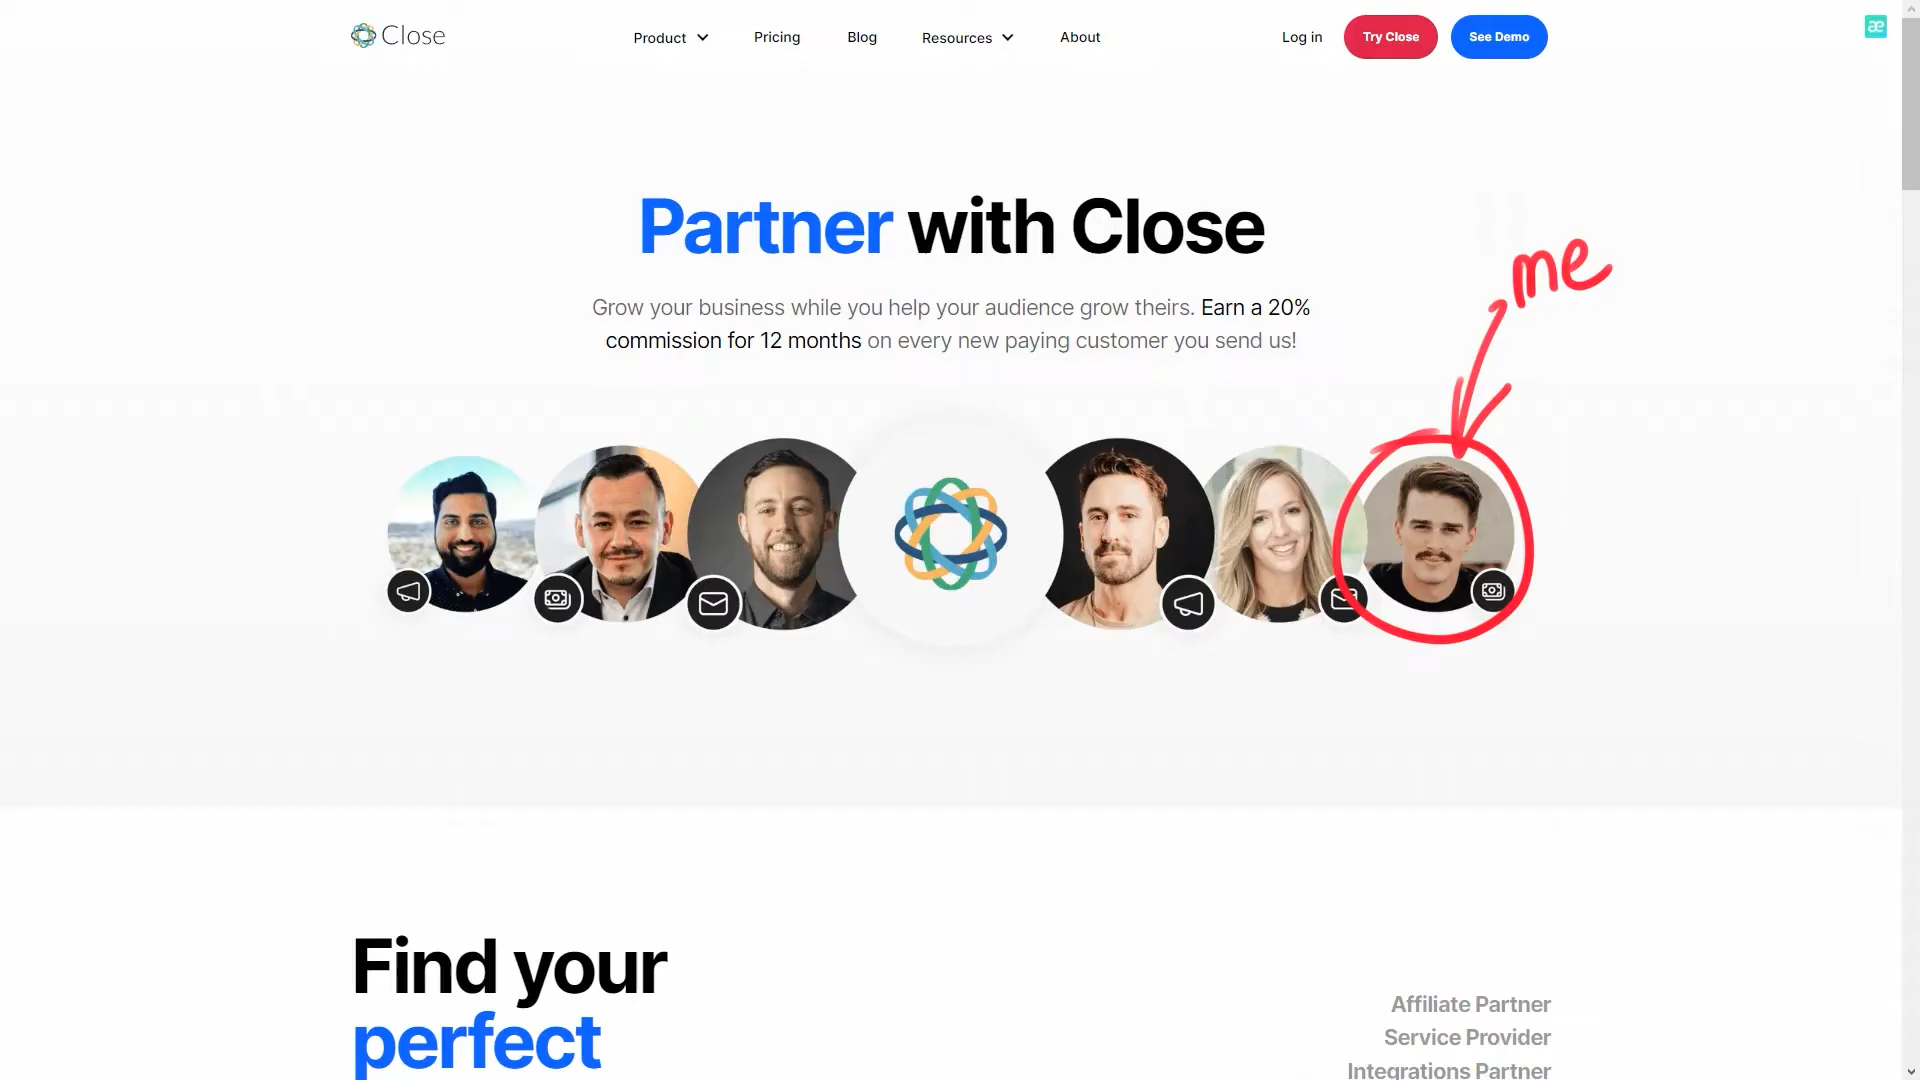 Close
Product
Pricing
Blog
Resources
About
Log in
Try Close
See Demo
æ
Partner with Close
me
Grow your business while you help your audience grow theirs. Earn a 20%
commission for 12 months on every new paying customer you send us!
Find your
perfect
Affiliate Partner
Service Provider
Integrations Partner